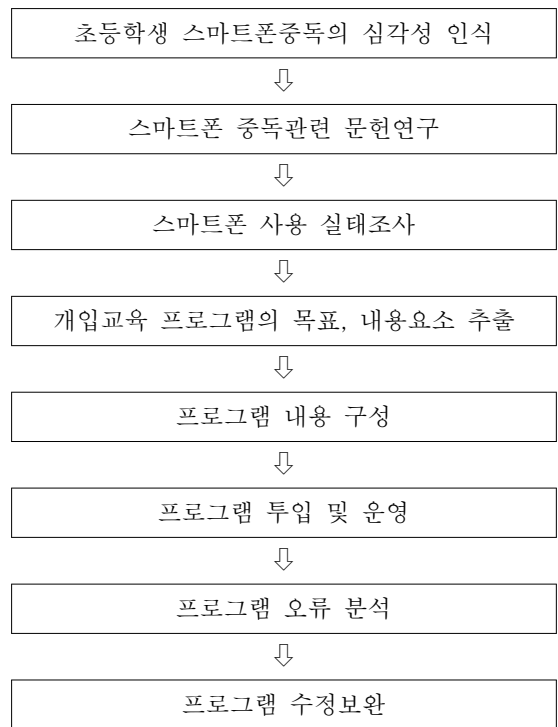 초등학생 스마트폰중독의 심각성 인식
⇩
스마트폰 중독관련 문헌연구
⇩
스마트폰 사용 실태조사
⇩
개입교육 프로그램의 목표, 내용요소 추출
⇩
프로그램 내용 구성
⇩
프로그램 투입 및 운영
⇩
프로그램 오류 분석
⇩
프로그램 수정보완